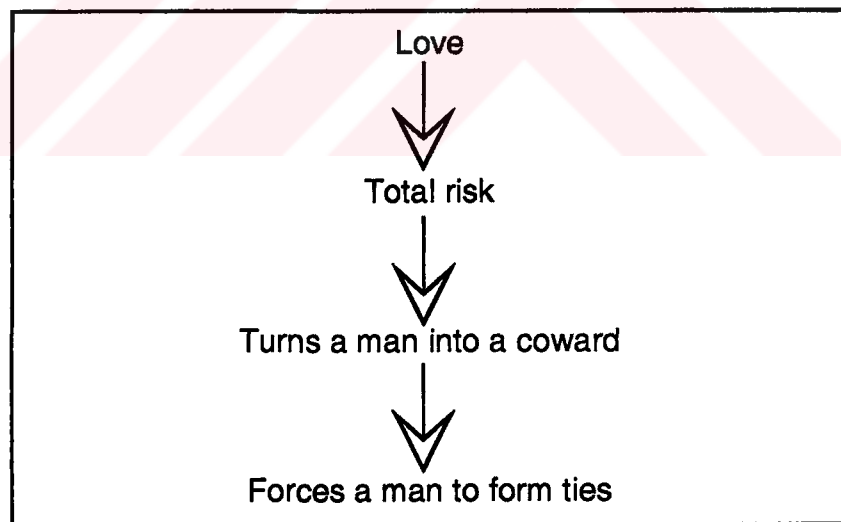 Love
Total risk
Turns a man into a coward
Forces a man to form ties